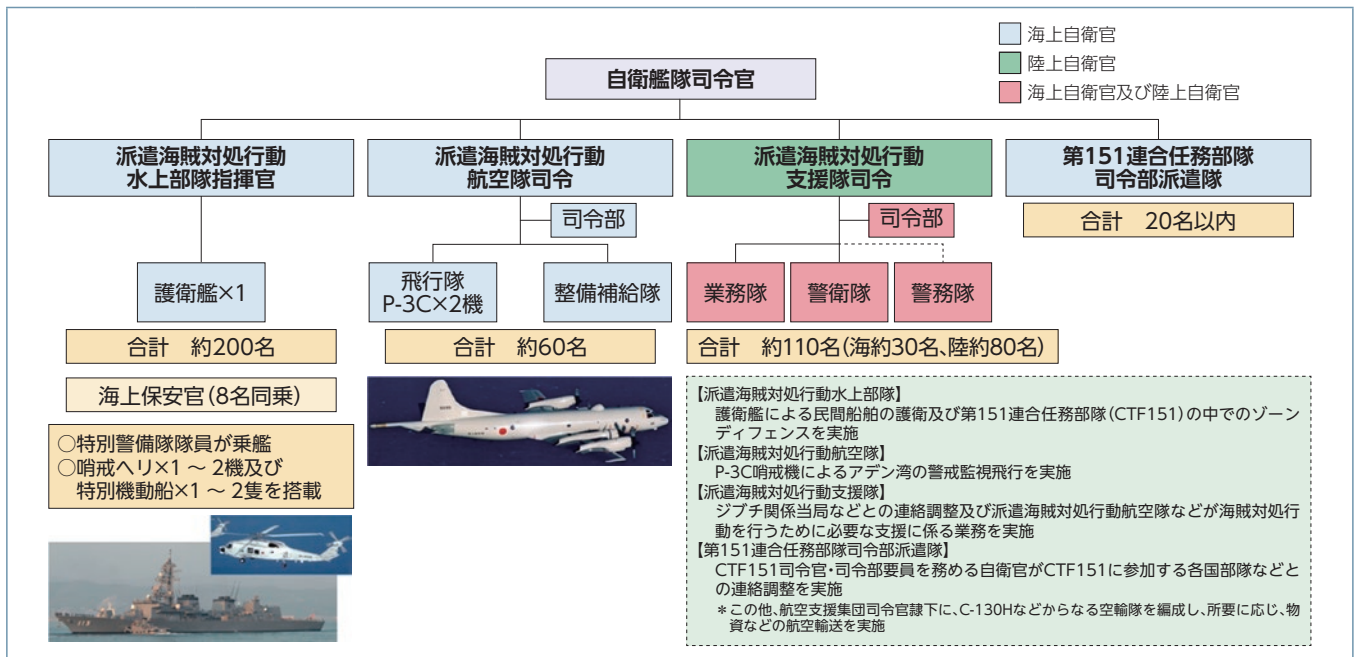 海上自衛官
陸上自衛官
海上自衛官及び陸上自衛官
自衛艦隊司令官
派遣海賊対処行動
水上部隊指揮官
派遣海賊対処行動
航空隊司令
派遣海賊対処行動
支援隊司令
第151連合任務部隊
司令部派遣隊
司令部
司令部
合計 20名以内
護衛艦×1
飛行隊
P-3C×2機
整備補給隊
業務隊
警衛隊
警務隊
合計 約200名
合計 約60名
合計 約110名(海約30名、陸約80名)
海上保安官(8名同乗)
○特別警備隊隊員が乗艦
○哨戒ヘリ×1 ～ 2機及び
特別機動船×1 ～ 2隻を搭載
【派遣海賊対処行動水上部隊】
護衛艦による民間船舶の護衛及び第151連合任務部隊(CTF151)の中でのゾーン
ディフェンスを実施
【派遣海賊対処行動航空隊】
P-3C哨戒機によるアデン湾の警戒監視飛行を実施
【派遣海賊対処行動支援隊】
ジブチ関係当局などとの連絡調整及び派遣海賊対処行動航空隊などが海賊対処行
動を行うために必要な支援に係る業務を実施
【第151連合任務部隊司令部派遣隊】
CTF151司令官・司令部要員を務める自衛官がCTF151に参加する各国部隊などと
の連絡調整を実施
＊この他、航空支援集団司令官隷下に、C-130Hなどからなる空輸隊を編成し、所要に応じ、物
資などの航空輸送を実施